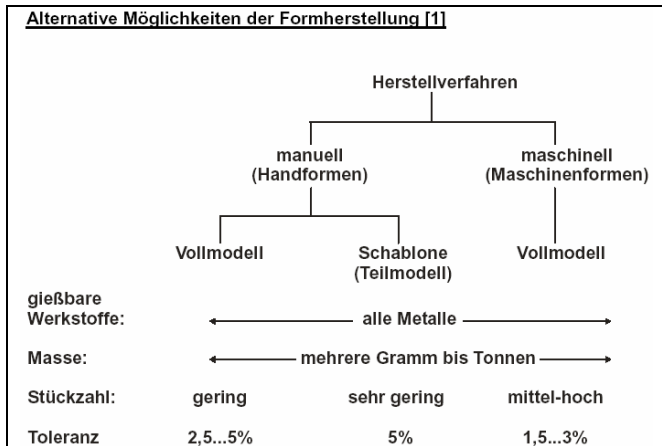 Alternative Möglichkeiten der Formherstellung [1]
Herstellverfahren
manuell
(Handformen)
maschinell
(Maschinenformen)
Vollmodell
Schablone
(Teilmodell)
Vollmodell
gießbare
Werkstoffe: alle Metalle
Masse: mehrere Gramm bis Tonnen
Stückzahl: gering sehr gering mittel-hoch
Toleranz 2,5...5% 5% 1,5...3%